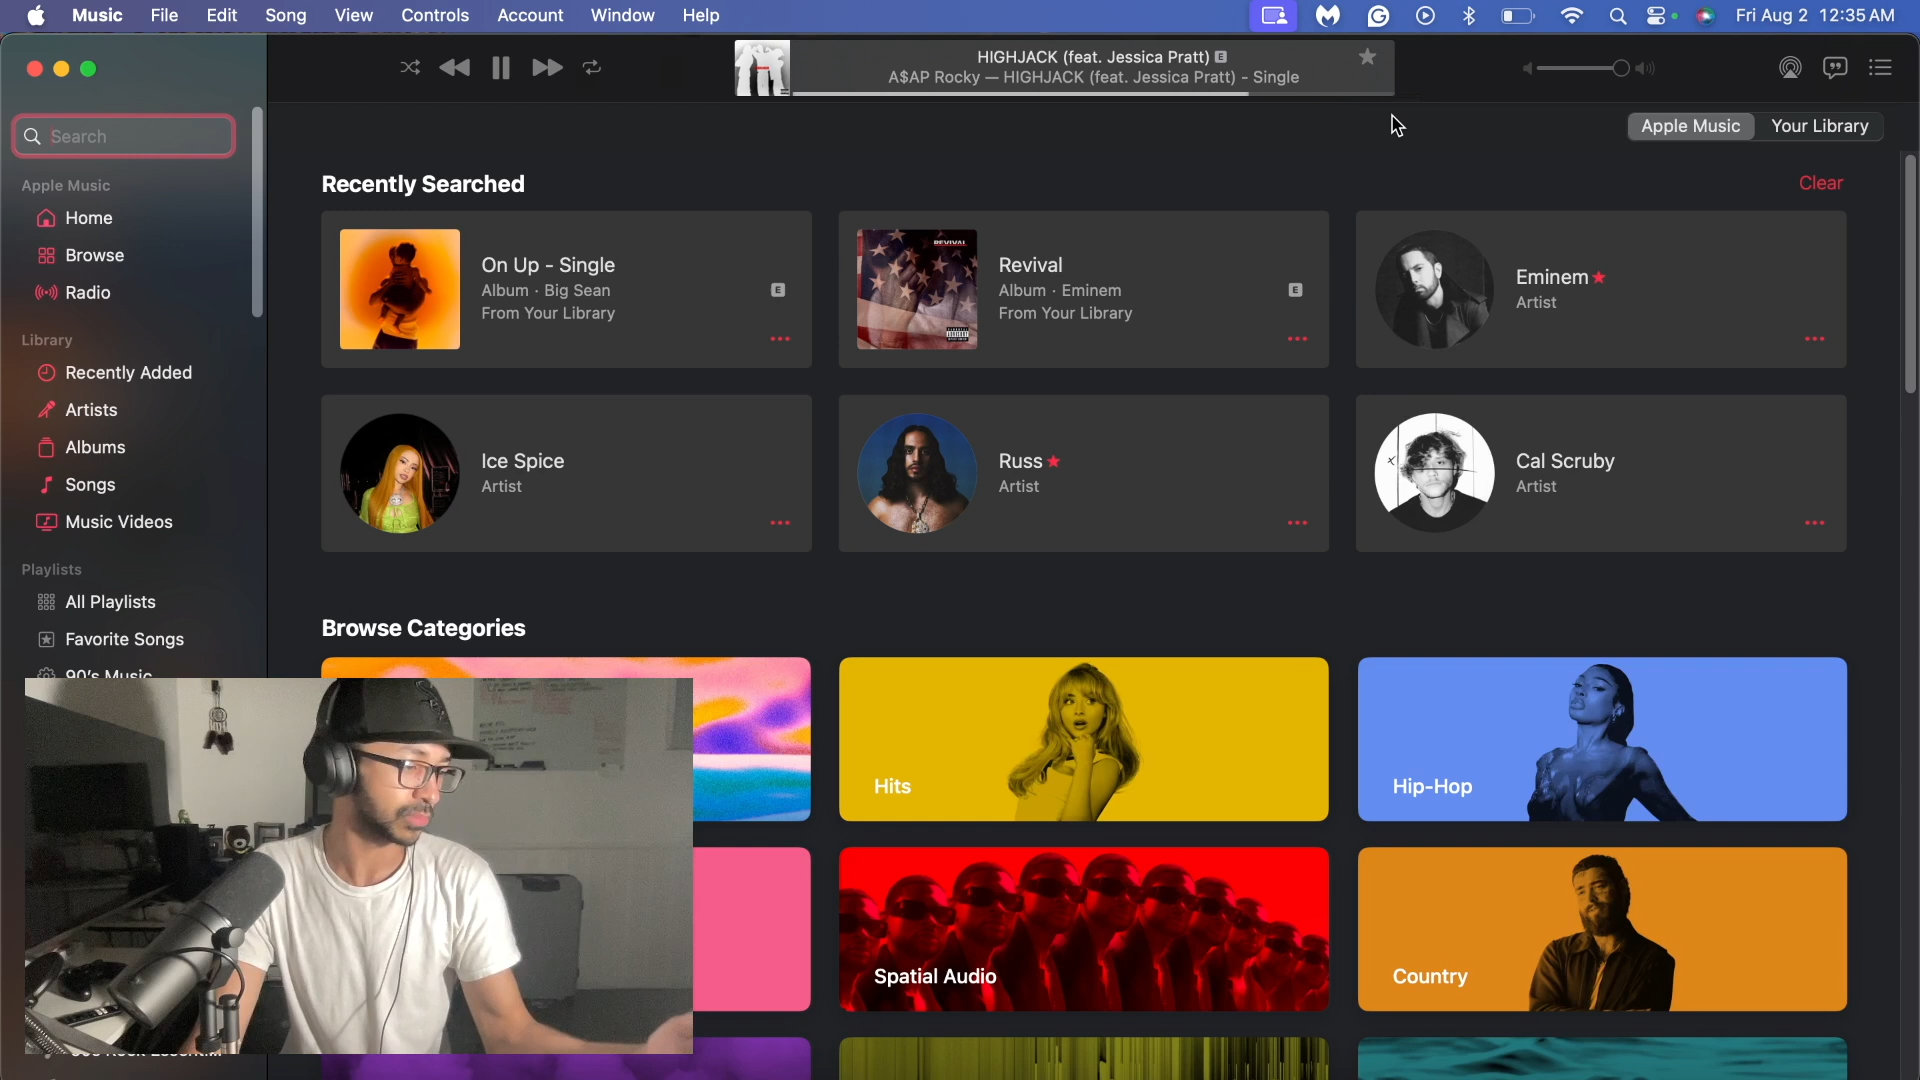 Music File Edit Song View Controls Account Window Help Fri Aug 2 12:35 AM
HIGHJACK (feat. Jessica Pratt) E
A$AP Rocky — HIGHJACK (feat. Jessica Pratt) - Single
Search
Apple Music
Home
Browse
Radio
Library
Recently Added
Artists
Albums
Songs
Music Videos
Playlists
All Playlists
Favorite Songs
90's Music
Apple Music Your Library
Recently Searched Clear
On Up - Single
Album · Big Sean E
From Your Library
REVIVAL
Revival
Album · Eminem E
From Your Library
Eminem
Artist
Ice Spice
Artist
Russ
Artist
Cal Scruby
Artist
Browse Categories
Hits
Hip-Hop
Spatial Audio
Country